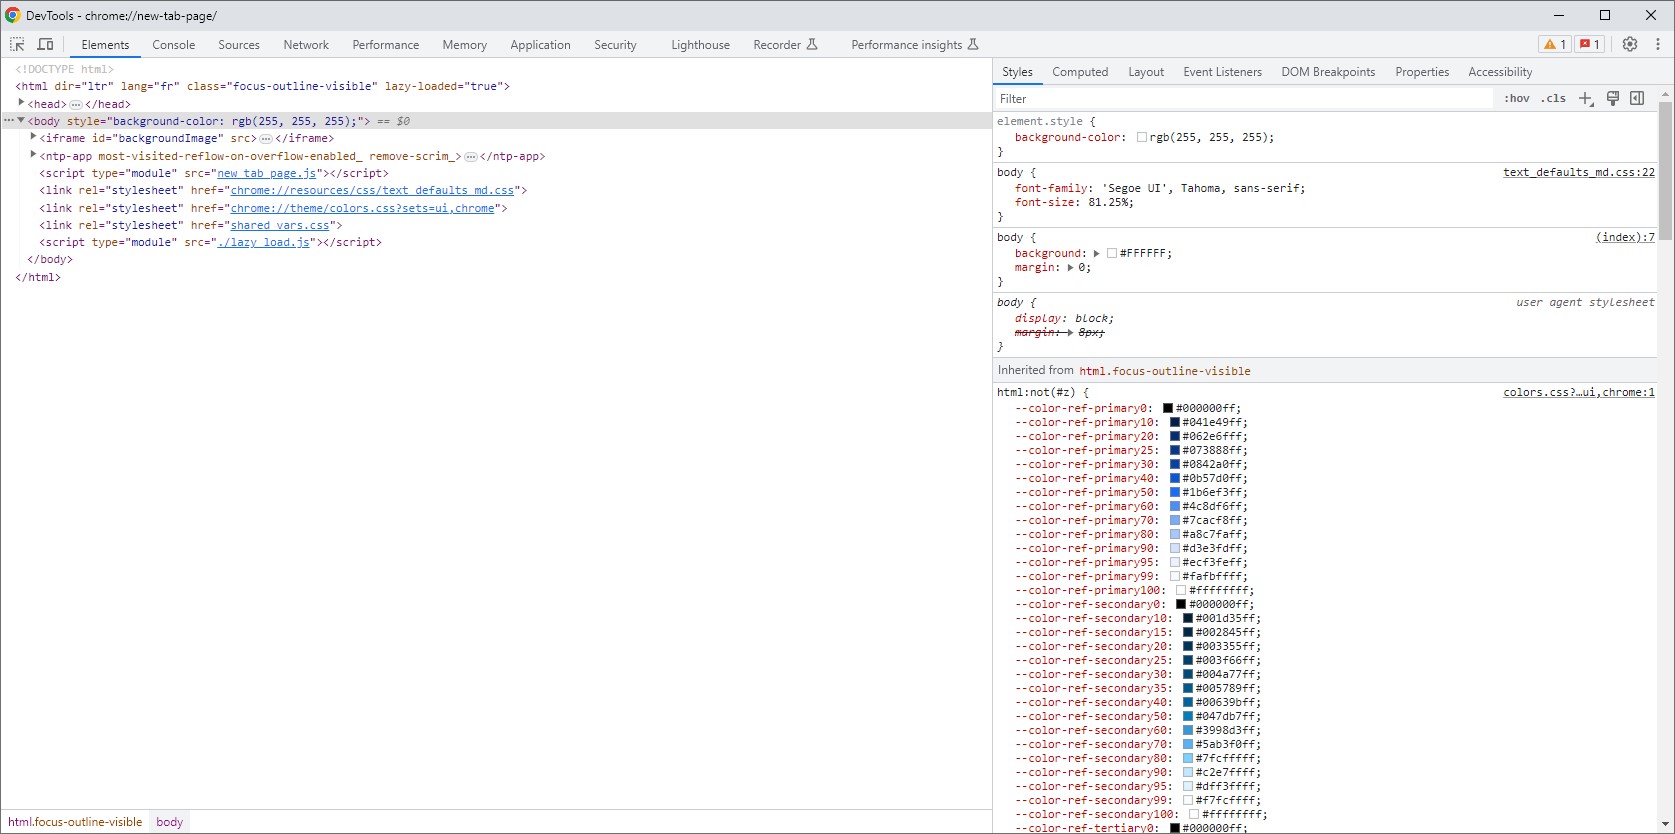 DevTools - chrome://new-tab-page/
Elements Console Sources Network Performance Memory Application Security Lighthouse Recorder Performance insights 1 1
<!DOCTYPE html>
<html dir="ltr" lang="fr" class="focus-outline-visible" lazy-loaded="true">
<head> … </head>
<body style="background-color: rgb(255, 255, 255);"> == $0
<iframe id="backgroundImage" src> … </iframe>
<ntp-app most-visited-reflow-on-overflow-enabled_ remove-scrim_> … </ntp-app>
<script type="module" src="new_tab_page.js"></script>
<link rel="stylesheet" href="chrome://resources/css/text_defaults_md.css">
<link rel="stylesheet" href="chrome://theme/colors.css?sets=ui,chrome">
<link rel="stylesheet" href="shared_vars.css">
<script type="module" src="./lazy_load.js"></script>
</body>
</html>
html.focus-outline-visible body
Styles Computed Layout Event Listeners DOM Breakpoints Properties Accessibility
Filter :hov .cls
element.style {
background-color: rgb(255, 255, 255);
}
body { text_defaults_md.css:22
font-family: 'Segoe UI', Tahoma, sans-serif;
font-size: 81.25%;
}
body { (index):7
background: #FFFFFF;
margin: 0;
}
body { user agent stylesheet
display: block;
margin: 8px;
}
Inherited from html.focus-outline-visible
html:not(#z) { colors.css?…ui,chrome:1
--color-ref-primary0: #000000ff;
--color-ref-primary10: #041e49ff;
--color-ref-primary20: #062e6fff;
--color-ref-primary25: #073888ff;
--color-ref-primary30: #0842a0ff;
--color-ref-primary40: #0b57d0ff;
--color-ref-primary50: #1b6ef3ff;
--color-ref-primary60: #4c8df6ff;
--color-ref-primary70: #7cacf8ff;
--color-ref-primary80: #a8c7faff;
--color-ref-primary90: #d3e3fdff;
--color-ref-primary95: #ecf3feff;
--color-ref-primary99: #fafbffff;
--color-ref-primary100: #ffffffff;
--color-ref-secondary0: #000000ff;
--color-ref-secondary10: #001d35ff;
--color-ref-secondary15: #002845ff;
--color-ref-secondary20: #003355ff;
--color-ref-secondary25: #003f66ff;
--color-ref-secondary30: #004a77ff;
--color-ref-secondary35: #005789ff;
--color-ref-secondary40: #00639bff;
--color-ref-secondary50: #047db7ff;
--color-ref-secondary60: #3998d3ff;
--color-ref-secondary70: #5ab3f0ff;
--color-ref-secondary80: #7fcfffff;
--color-ref-secondary90: #c2e7ffff;
--color-ref-secondary95: #dff3ffff;
--color-ref-secondary99: #f7fcffff;
--color-ref-secondary100: #ffffffff;
--color-ref-tertiary0: #000000ff;